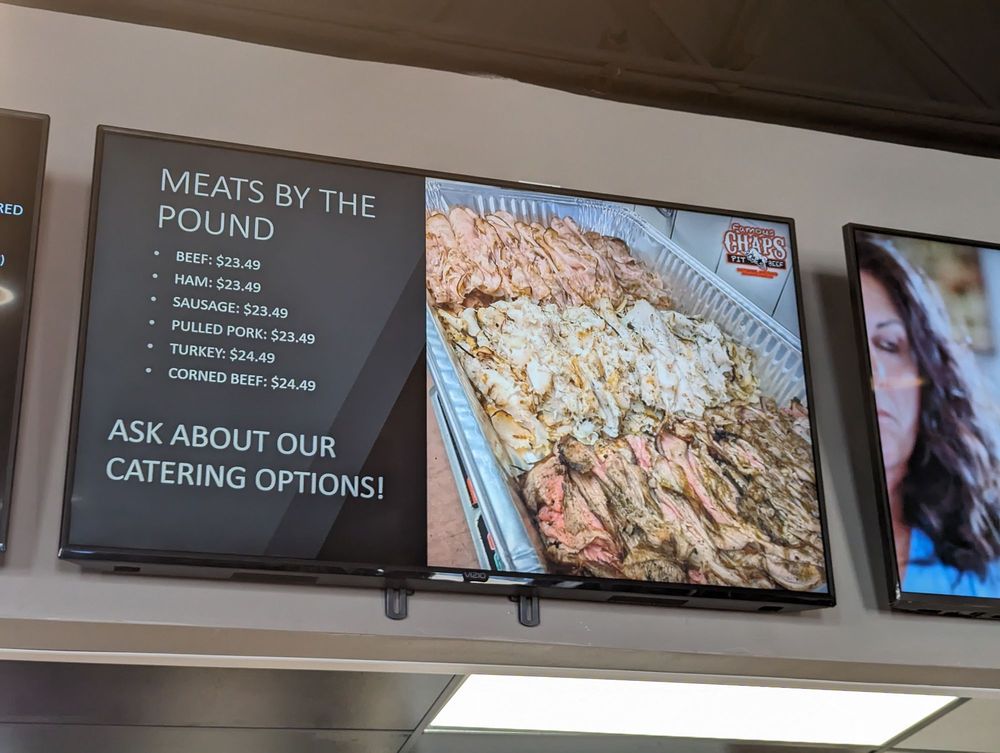 RED
)
MEATS BY THE
POUND
• BEEF: $23.49
• HAM: $23.49
• SAUSAGE: $23.49
• PULLED PORK: $23.49
• TURKEY: $24.49
• CORNED BEEF: $24.49
ASK ABOUT OUR
CATERING OPTIONS!
Famous
CHAPS
PIT BEEF
VIZIO